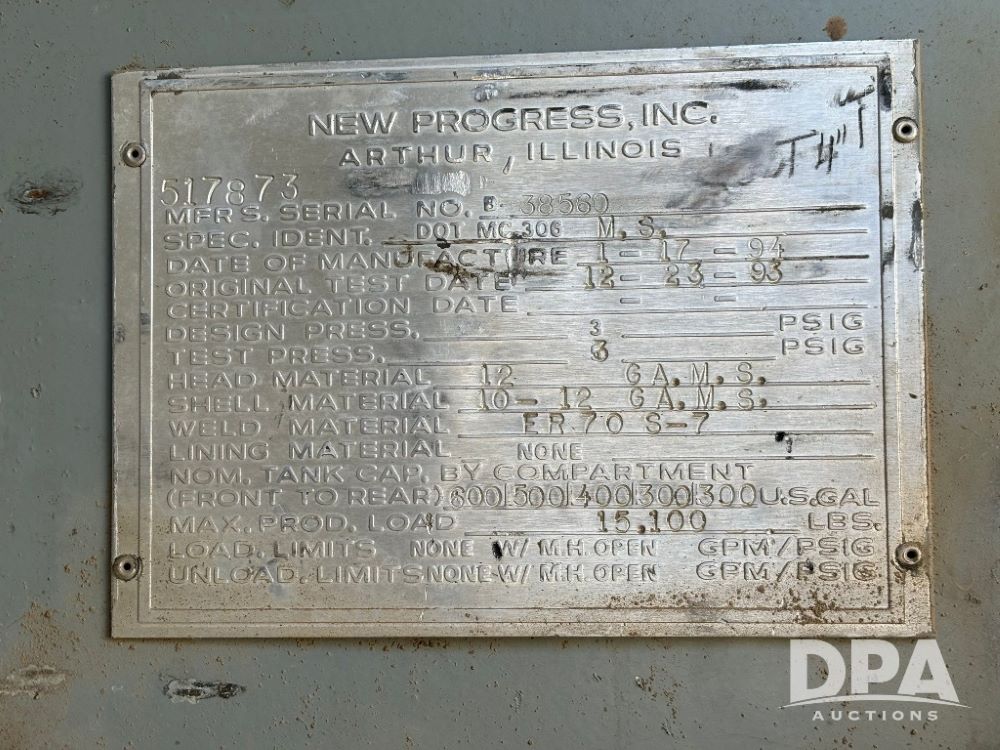 NEW PROGRESS, INC.
ARTHUR, ILLINOIS
4"T
517873
MFRS. SERIAL NO. B- 38560
SPEC. IDENT. DOT MC 306 M.S.
DATE OF MANUFACTURE 1-17-94
ORIGINAL TEST DATE 12-23-93
CERTIFICATION DATE - -
DESIGN PRESS. 3 PSIG
TEST PRESS. 3 PSIG
HEAD MATERIAL 12 GA.M.S.
SHELL MATERIAL 10-12 GA.M.S.
WELD MATERIAL ER 70 S-7
LINING MATERIAL NONE
NOM. TANK CAP. BY COMPARTMENT
(FRONT TO REAR) 600|500|400|300|300 U.S.GAL
MAX. PROD. LOAD 15,100 LBS.
LOAD. LIMITS NONE W/ M.H. OPEN GPM/PSIG
UNLOAD. LIMITS NONE W/ M.H. OPEN GPM/PSIG
DPA
AUCTIONS